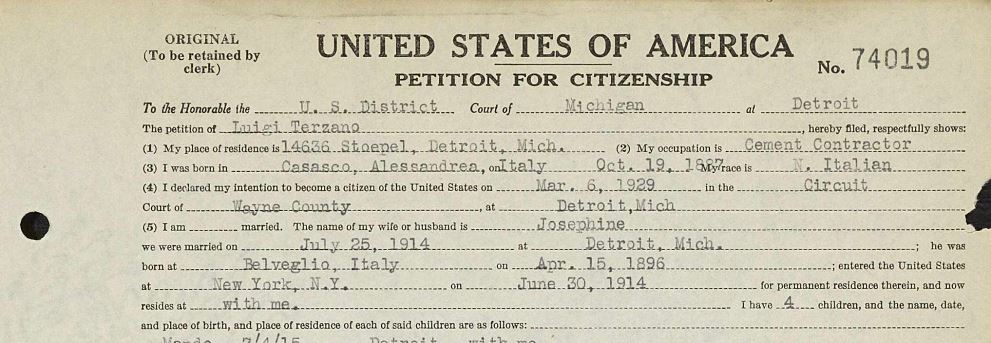 ORIGINAL
(To be retained by
clerk)
UNITED STATES OF AMERICA
PETITION FOR CITIZENSHIP
No. 74019
To the Honorable the U. S. District Court of Michigan at Detroit
The petition of Luigi Terzano, hereby filed, respectfully shows:
(1) My place of residence is 14636 Stoepel, Detroit, Mich. (2) My occupation is Cement Contractor
(3) I was born in Casasco, Alessandrea, on Italy Oct. 19, 1887 My race is N. Italian
(4) I declared my intention to become a citizen of the United States on Mar. 6, 1929 in the Circuit
Court of Wayne County, at Detroit,Mich
(5) I am married. The name of my wife or husband is Josephine
we were married on July 25, 1914 at Detroit, Mich.; he was
born at Belveglio, Italy on Apr. 15, 1896; entered the United States
at New York, N.Y. on June 30, 1914 for permanent residence therein, and now
resides at with me. I have 4 children, and the name, date,
and place of birth, and place of residence of each of said children are as follows:
7/4/15 Detroit with me